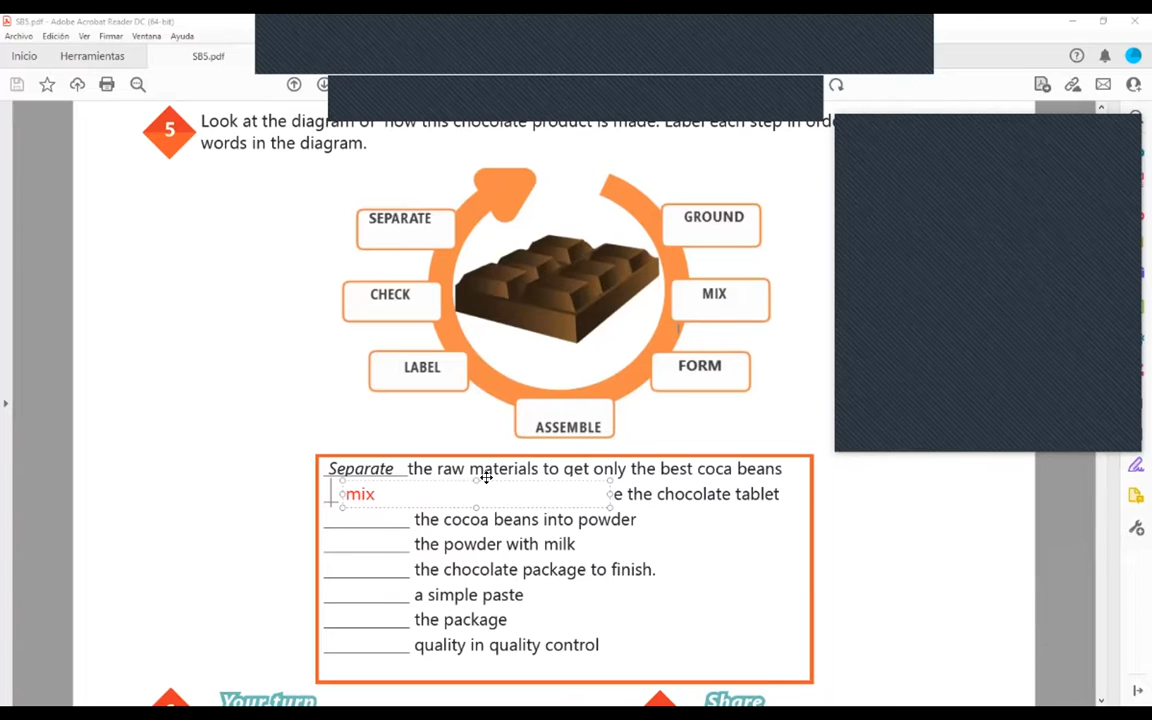 SB5.pdf - Adobe Acrobat Reader DC (64-bit)
Archivo Edición Ver Firmar Ventana Ayuda
Inicio Herramientas SB5.pdf
5
Look at the diagram of how this chocolate product is made. Label each step in
words in the diagram.
SEPARATE
GROUND
CHECK
MIX
LABEL
FORM
ASSEMBLE
Separate the raw materials to get only the best coca beans
mix e the chocolate tablet
the cocoa beans into powder
the powder with milk
the chocolate package to finish.
a simple paste
the package
quality in quality control
Your turn
Share